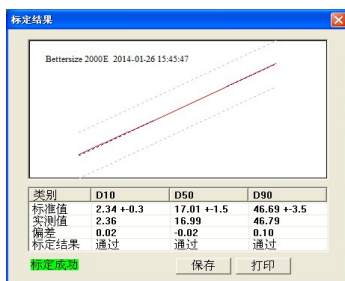 标定结果
Bettersize 2000E 2014-01-26 15:45:47
类别 D10 D50 D90
标准值 2.34 +-0.3 17.01 +-1.5 46.69 +-3.5
实测值 2.36 16.99 46.79
偏差 0.02 -0.02 0.10
标定结果 通过 通过 通过
标定成功 保存 打印